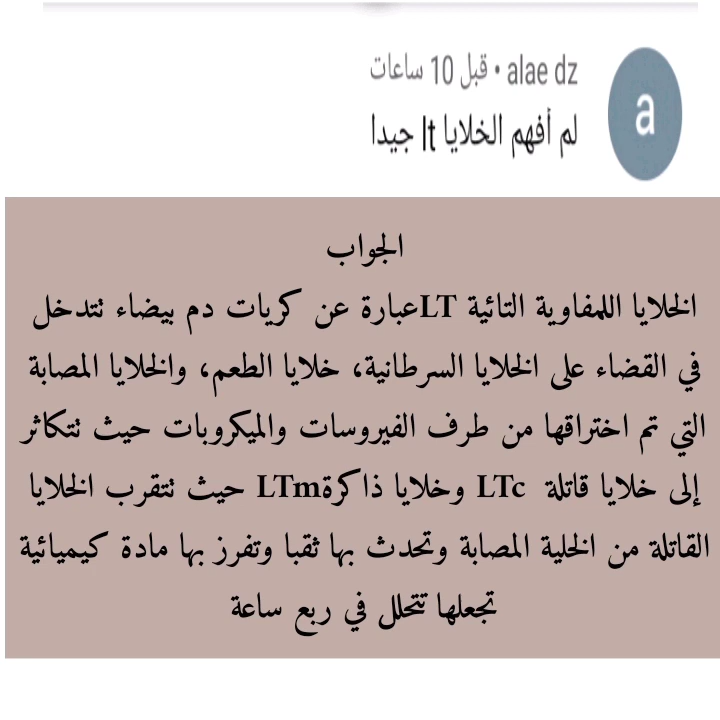 alae dz • قبل 10 ساعات
a
لم أفهم الخلايا lt جيدا
الجواب
الخلايا اللمفاوية التائية LTعبارة عن كريات دم بيضاء تتدخل
في القضاء على الخلايا السرطانية، خلايا الطعم، والخلايا المصابة
التي تم اختراقها من طرف الفيروسات والميكروبات حيث تتكاثر
إلى خلايا قاتلة LTc وخلايا ذاكرةLTm حيث تتقرب الخلايا
القاتلة من الخلية المصابة وتحدث بها ثقبا وتفرز بها مادة كيميائية
تجعلها تتحلل في ربع ساعة